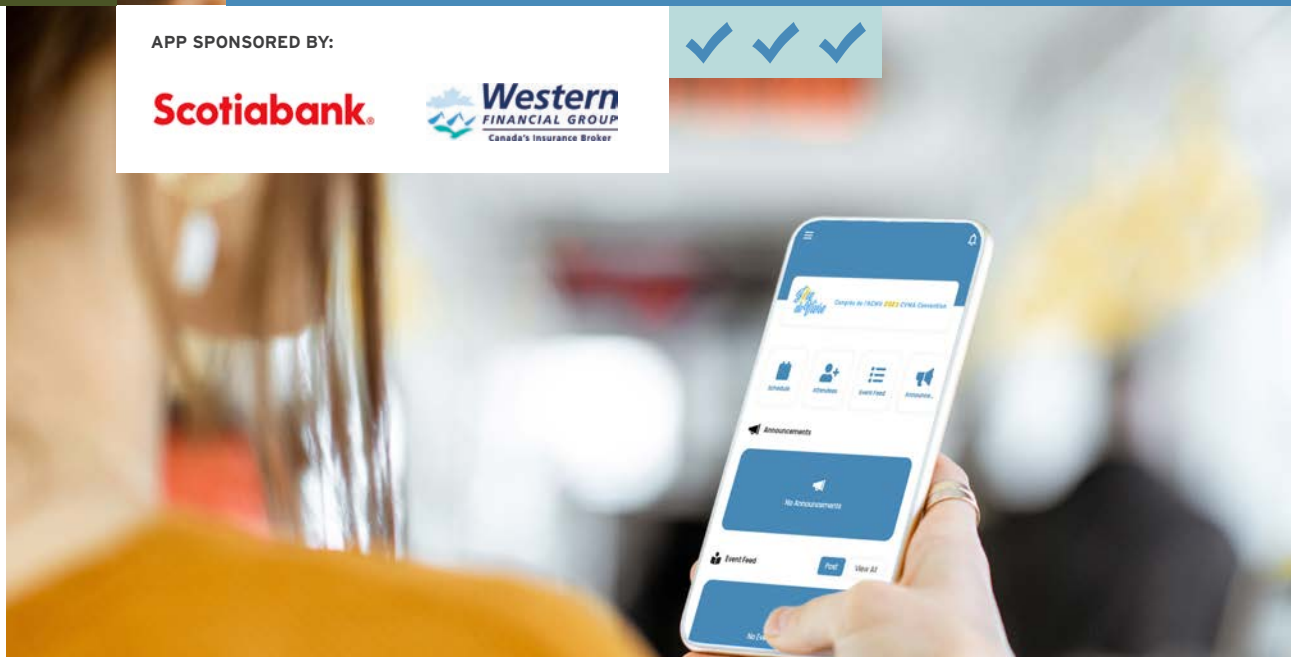 APP SPONSORED BY:
Scotiabank®
Western
FINANCIAL GROUP
Canada's Insurance Broker
Congrès de l'ACMV 2023 CVMA Convention
Schedule
Attendees
Event Feed
Announce...
Announcements
No Announcements
Event Feed
Post
View All